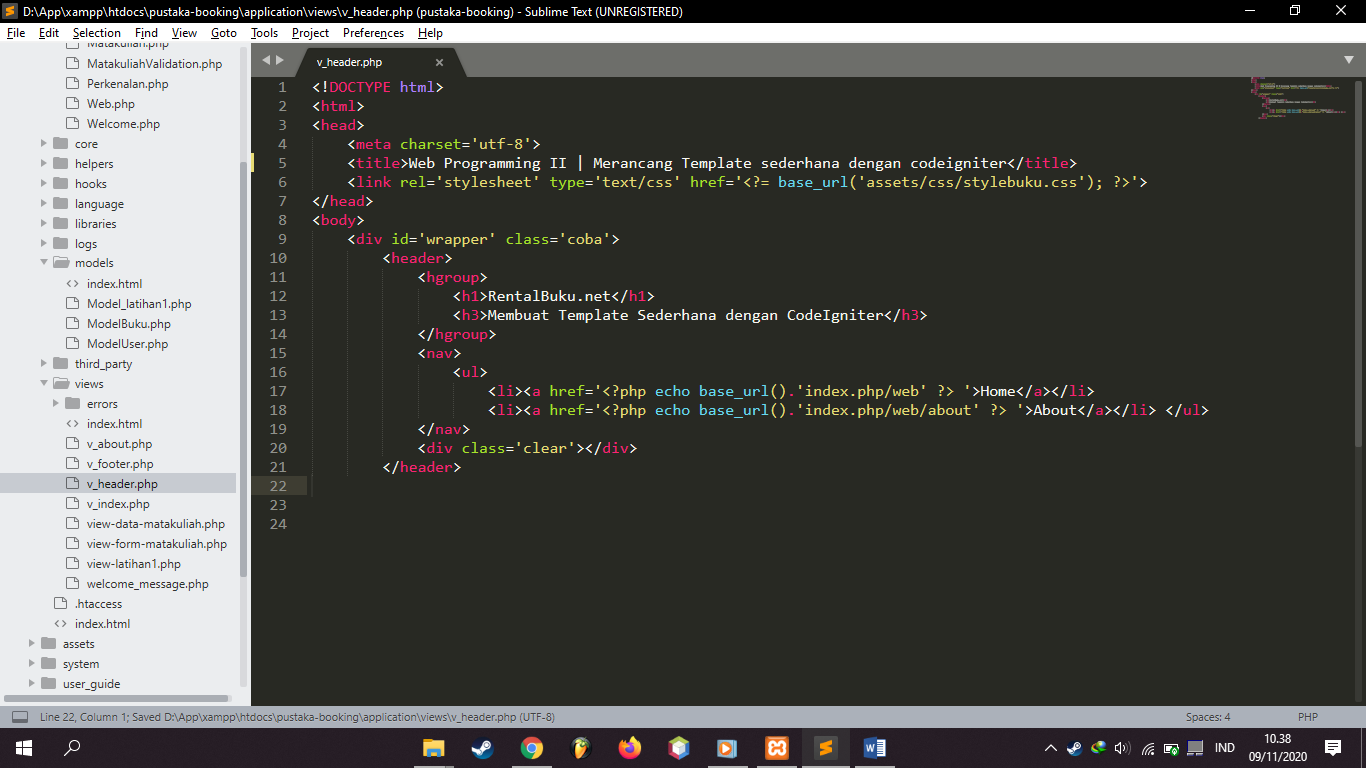 D:\App\xampp\htdocs\pustaka-booking\application\views\v_header.php (pustaka-booking) - Sublime Text (UNREGISTERED)
File Edit Selection Find View Goto Tools Project Preferences Help
Matakuliah.php
MatakuliahValidation.php
Perkenalan.php
Web.php
Welcome.php
core
helpers
hooks
language
libraries
logs
models
index.html
Model_latihan1.php
ModelBuku.php
ModelUser.php
third_party
views
errors
index.html
v_about.php
v_footer.php
v_header.php
v_index.php
view-data-matakuliah.php
view-form-matakuliah.php
view-latihan1.php
welcome_message.php
.htaccess
index.html
assets
system
user_guide
v_header.php
1 <!DOCTYPE html>
2 <html>
3 <head>
4 <meta charset='utf-8'>
5 <title>Web Programming II | Merancang Template sederhana dengan codeigniter</title>
6 <link rel='stylesheet' type='text/css' href='<?= base_url('assets/css/stylebuku.css'); ?>'>
7 </head>
8 <body>
9 <div id='wrapper' class='coba'>
10 <header>
11 <hgroup>
12 <h1>RentalBuku.net</h1>
13 <h3>Membuat Template Sederhana dengan CodeIgniter</h3>
14 </hgroup>
15 <nav>
16 <ul>
17 <li><a href='<?php echo base_url().'index.php/web' ?> '>Home</a></li>
18 <li><a href='<?php echo base_url().'index.php/web/about' ?> '>About</a></li> </ul>
19 </nav>
20 <div class='clear'></div>
21 </header>
22
23
24
Line 22, Column 1; Saved D:\App\xampp\htdocs\pustaka-booking\application\views\v_header.php (UTF-8)
Spaces: 4
PHP
IND
10.38
09/11/2020